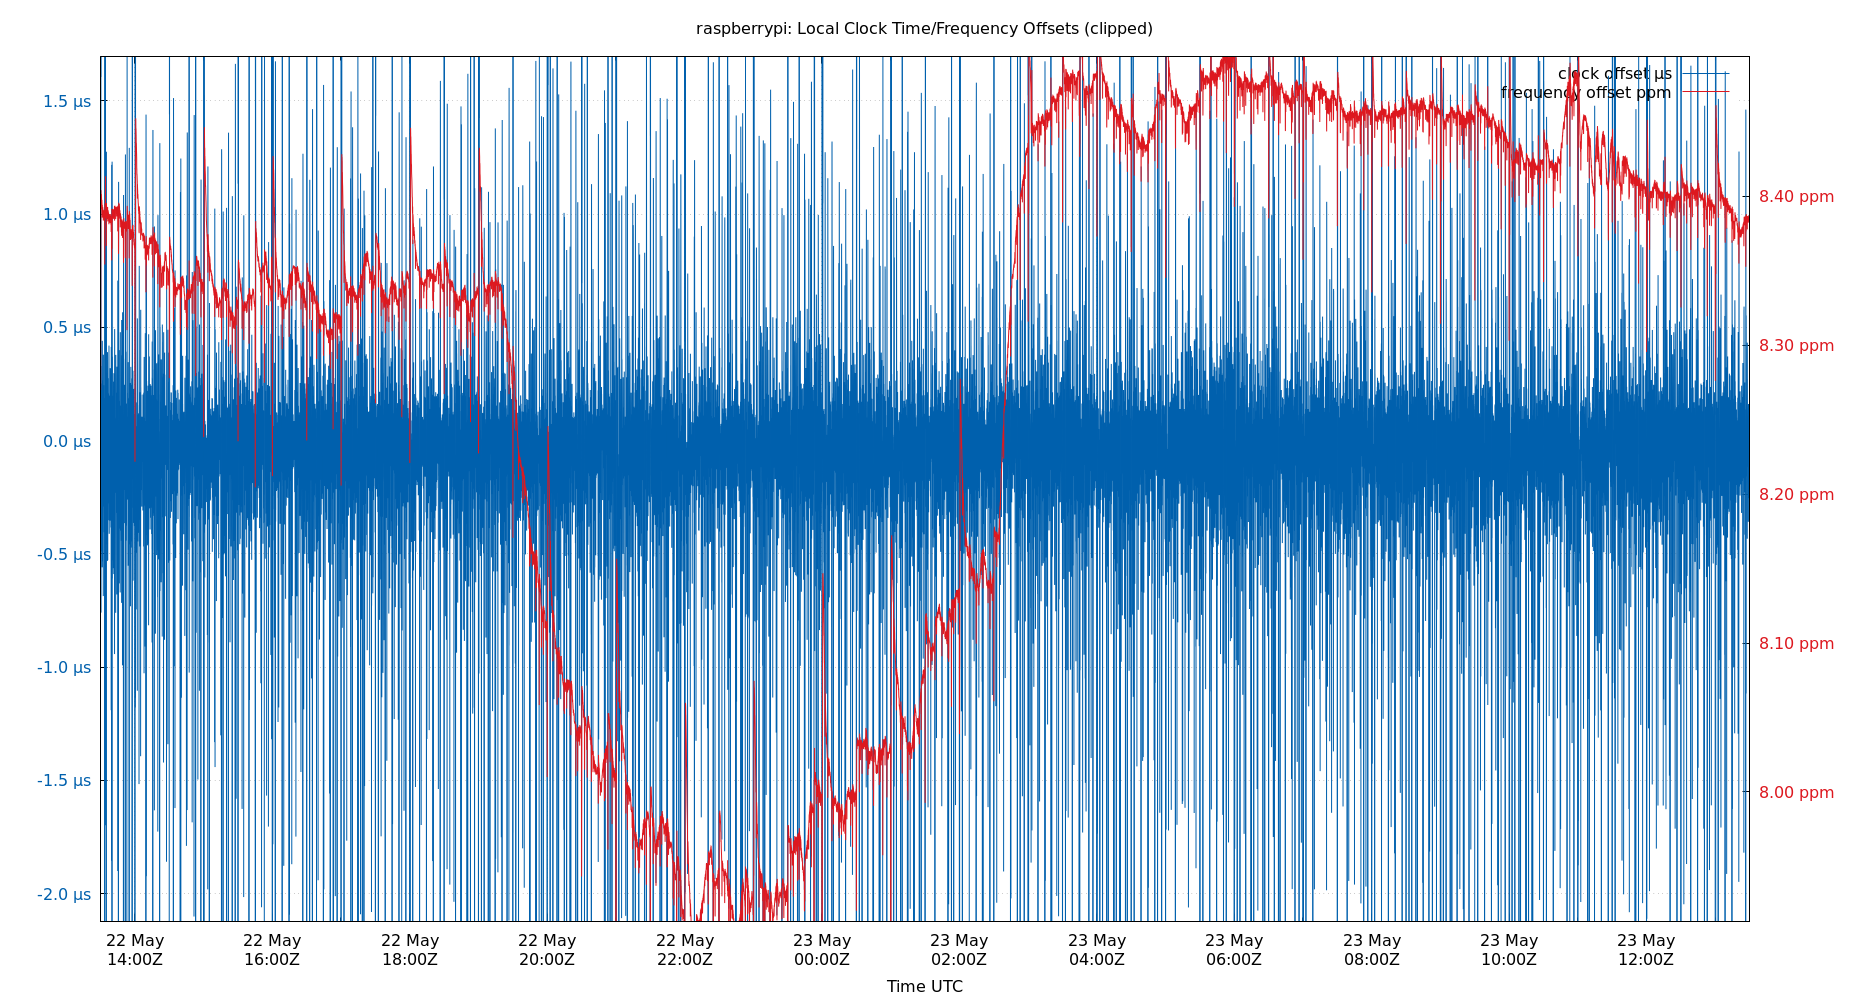 raspberrypi: Local Clock Time/Frequency Offsets (clipped)
clock offset µs
frequency offset ppm
1.5 µs
1.0 µs
0.5 µs
0.0 µs
-0.5 µs
-1.0 µs
-1.5 µs
-2.0 µs
8.40 ppm
8.30 ppm
8.20 ppm
8.10 ppm
8.00 ppm
22 May 22 May 22 May 22 May 22 May 23 May 23 May 23 May 23 May 23 May 23 May 23 May
14:00Z 16:00Z 18:00Z 20:00Z 22:00Z 00:00Z 02:00Z 04:00Z 06:00Z 08:00Z 10:00Z 12:00Z
Time UTC